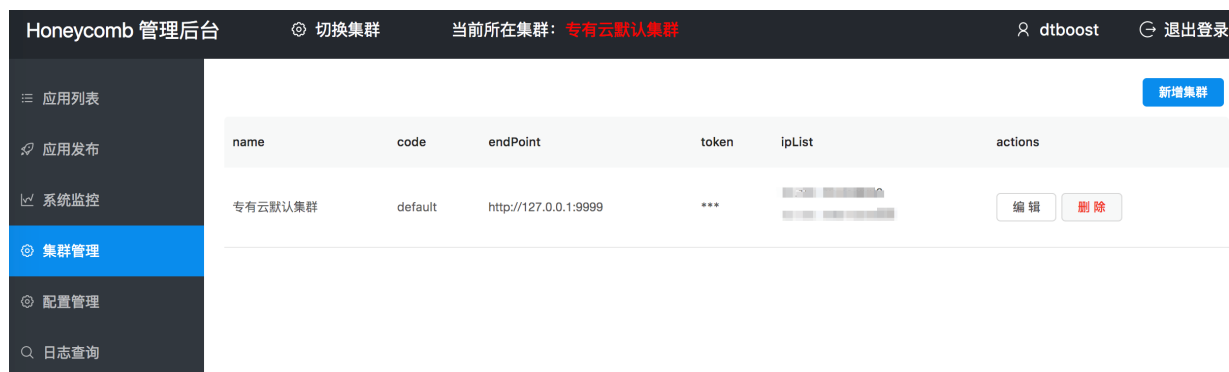 Honeycomb 管理后台 切换集群 当前所在集群：专有云默认集群 dtboost 退出登录
应用列表
应用发布
系统监控
集群管理
配置管理
日志查询
新增集群
name code endPoint token ipList actions
专有云默认集群 default http://127.0.0.1:9999 *** 编辑 删除